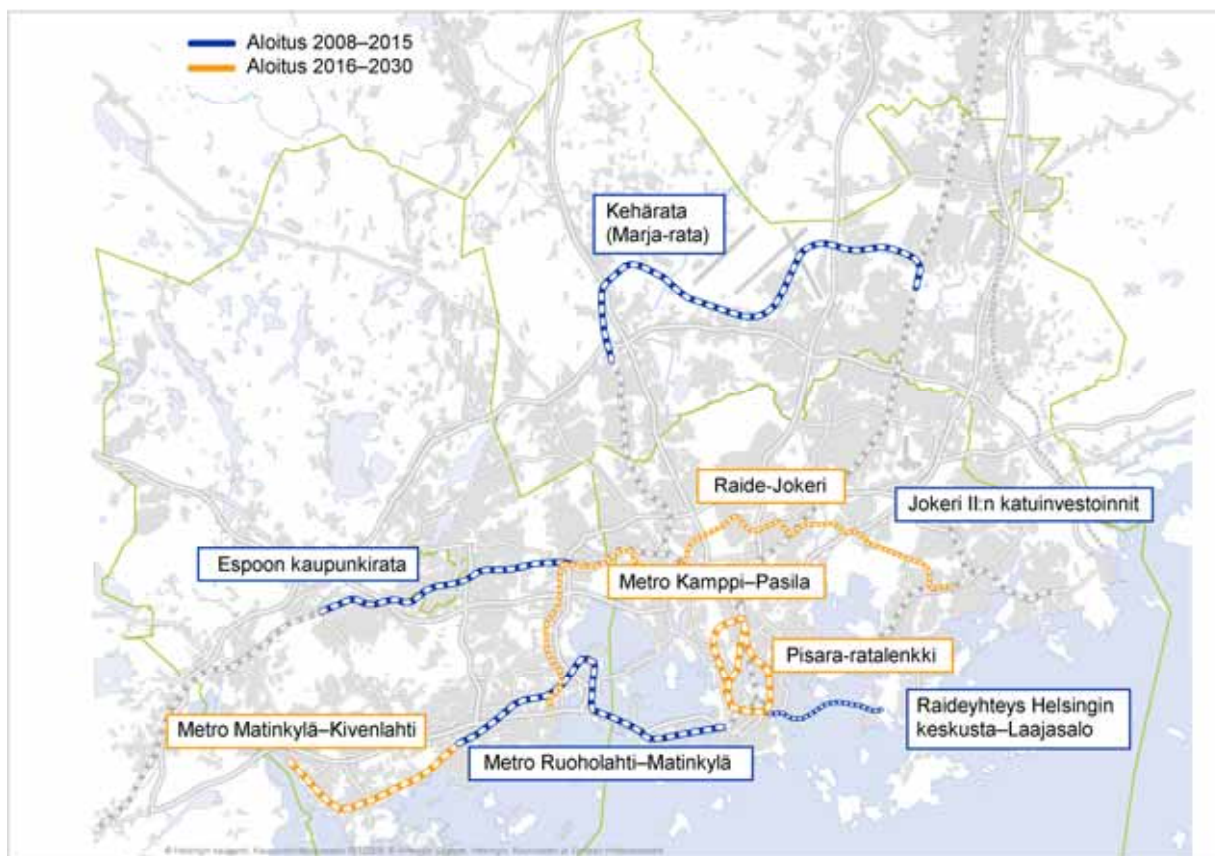 Aloitus 2008–2015
Aloitus 2016–2030
Kehärata
(Marja-rata)
Raide-Jokeri
Jokeri II:n katuinvestoinnit
Espoon kaupunkirata
Metro Kamppi–Pasila
Pisara-ratalenkki
Raideyhteys Helsingin
keskusta–Laajasalo
Metro Matinkylä–Kivenlahti
Metro Ruoholahti–Matinkylä